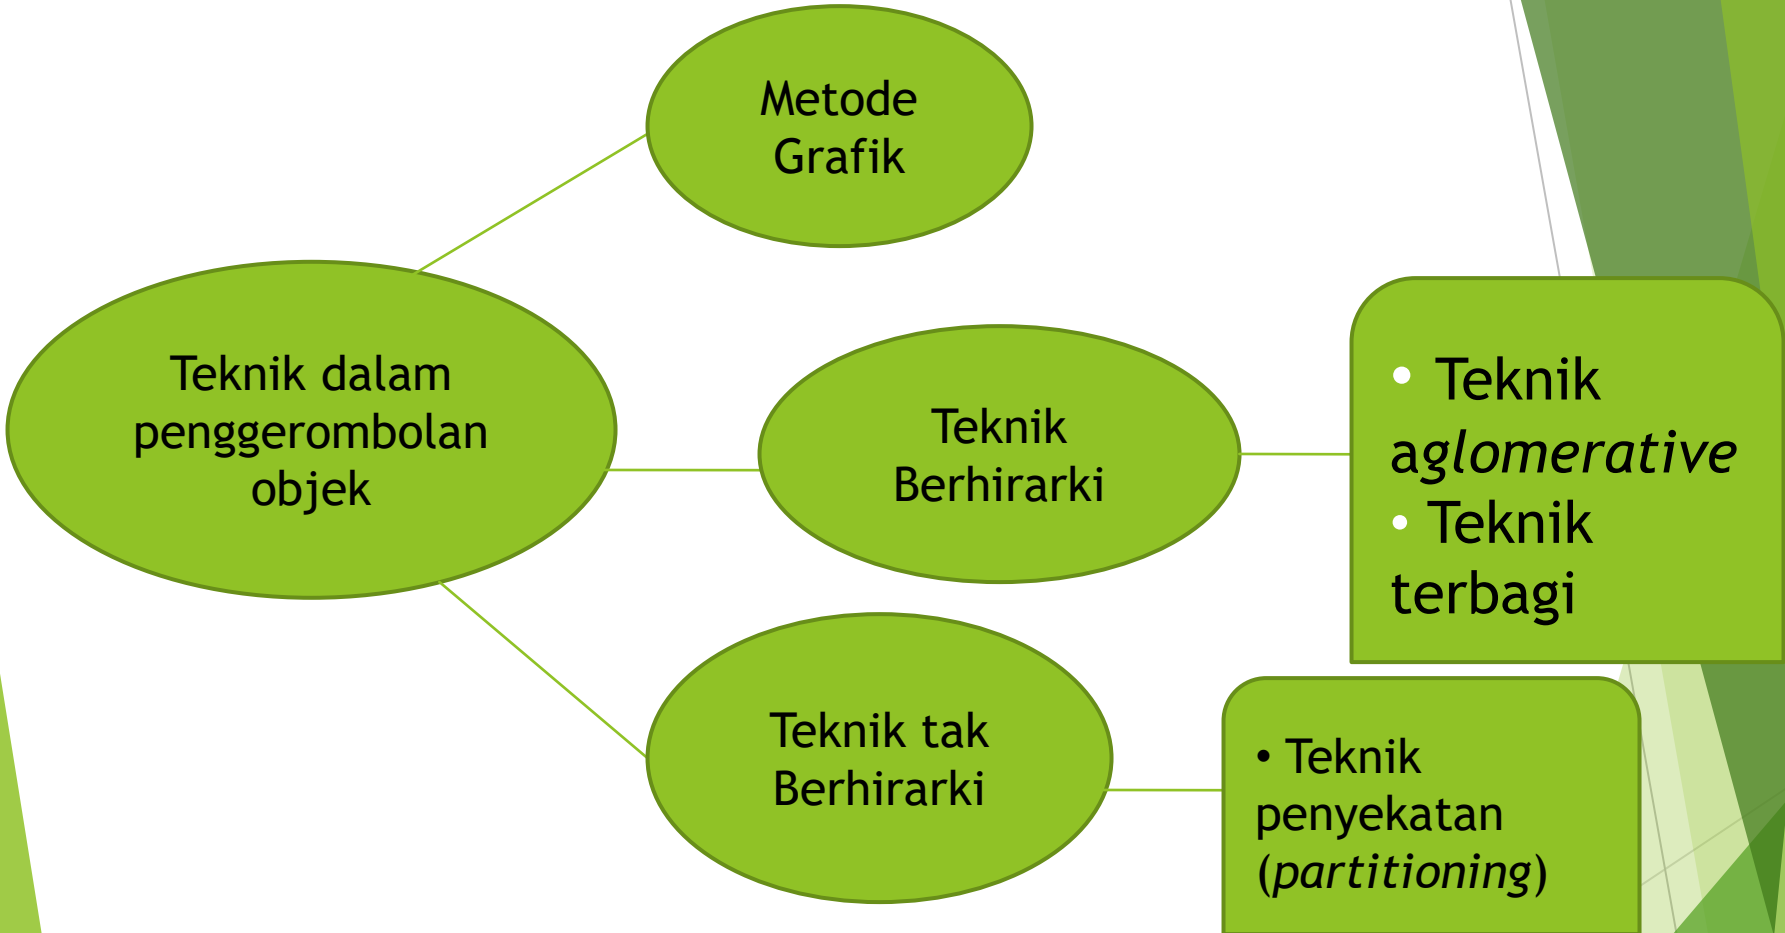 Metode
Grafik
Teknik dalam
penggerombolan
objek
Teknik
Berhirarki
• Teknik
aglomerative
• Teknik
terbagi
Teknik tak
Berhirarki
• Teknik
penyekatan
(partitioning)